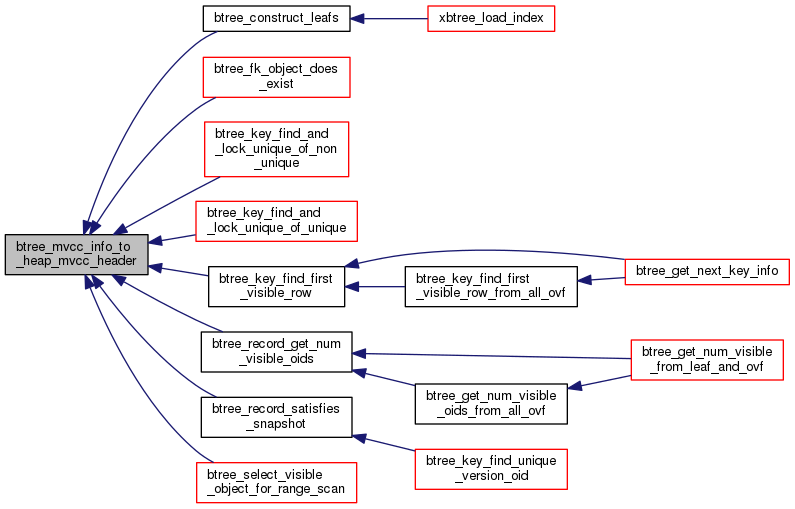 btree_construct_leafs
xbtree_load_index
btree_fk_object_does
_exist
btree_key_find_and
_lock_unique_of_non
_unique
btree_key_find_and
_lock_unique_of_unique
btree_mvcc_info_to
_heap_mvcc_header
btree_key_find_first
_visible_row
btree_key_find_first
_visible_row_from_all_ovf
btree_get_next_key_info
btree_record_get_num
_visible_oids
btree_get_num_visible
_from_leaf_and_ovf
btree_get_num_visible
_oids_from_all_ovf
btree_record_satisfies
_snapshot
btree_key_find_unique
_version_oid
btree_select_visible
_object_for_range_scan